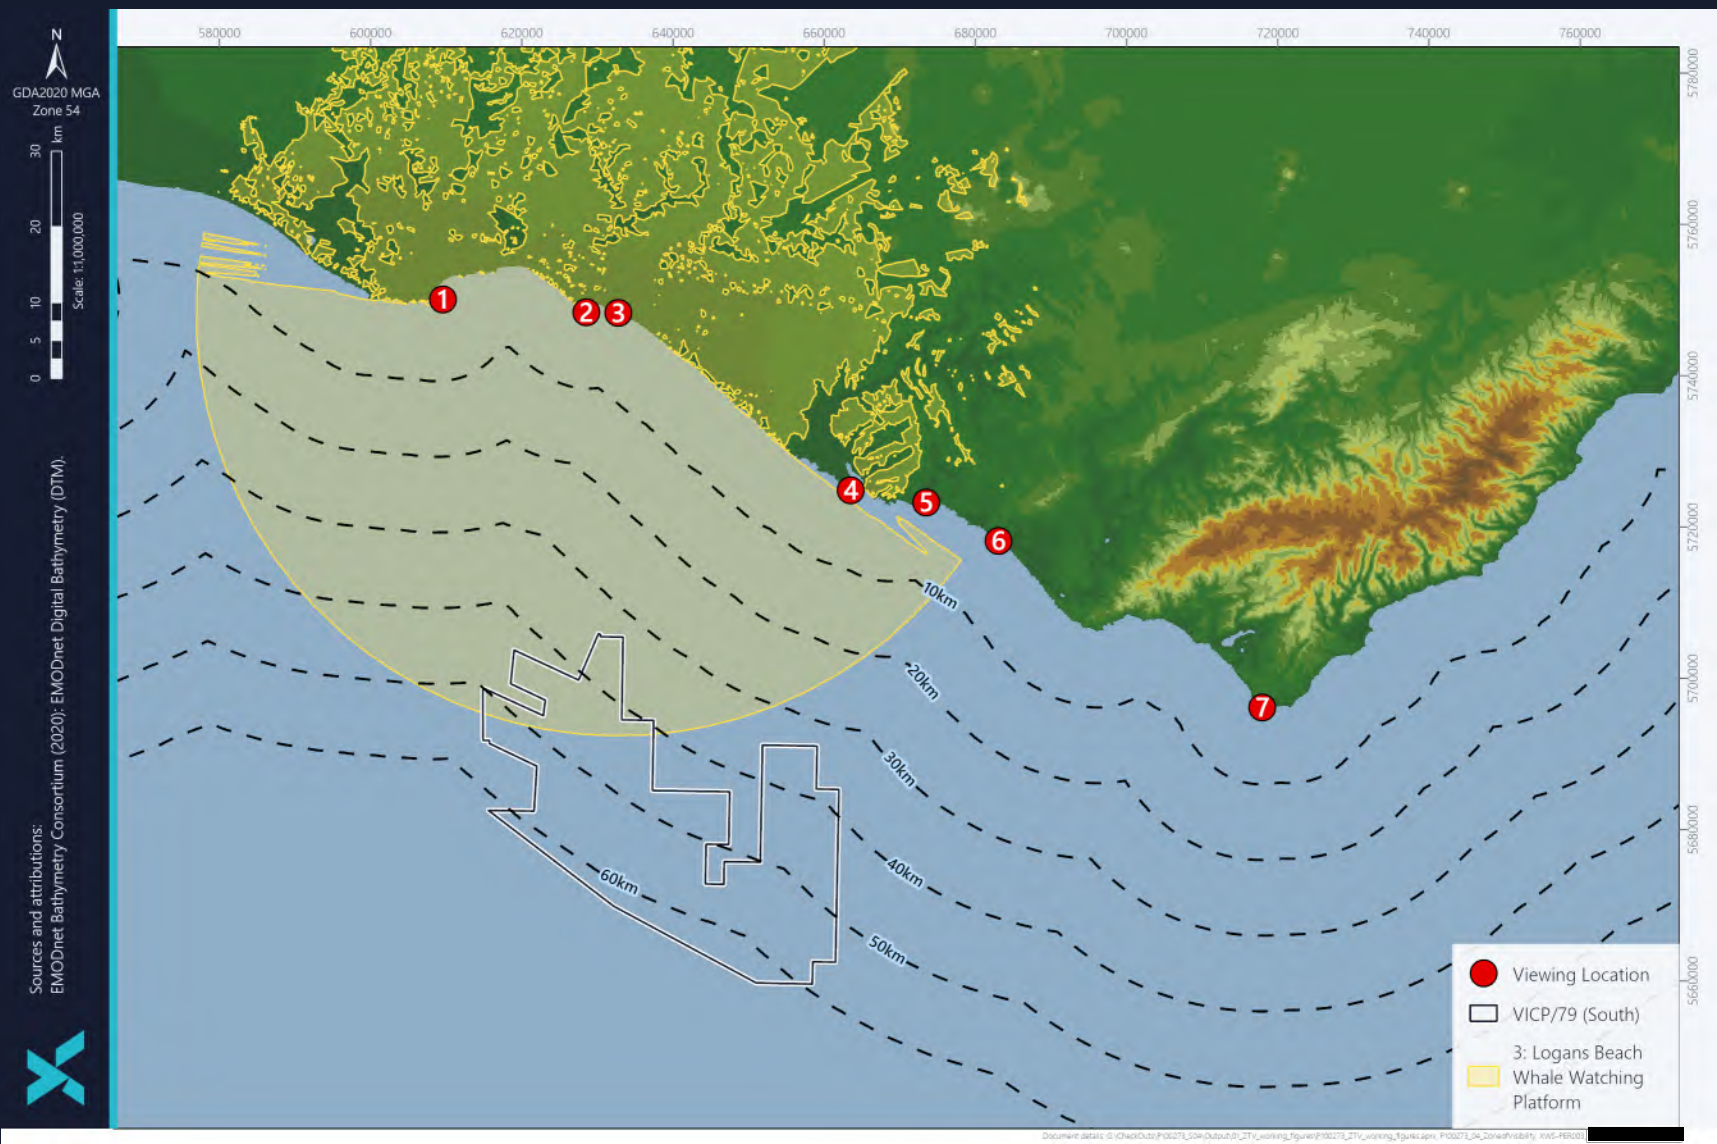 580000 600000 620000 640000 660000 680000 700000 720000 740000 760000
N
GDA2020 MGA
Zone 54
km
30
20
10
5
0
Scale: 1:1,000,000
Sources and attributions:
EMODnet Bathymetry Consortium (2020): EMODnet Digital Bathymetry (DTM).
5780000
5760000
5740000
5720000
5700000
5680000
5660000
1
2
3
4
5
6
7
10km
20km
30km
40km
50km
60km
Viewing Location
VICP/79 (South)
3: Logans Beach
Whale Watching
Platform